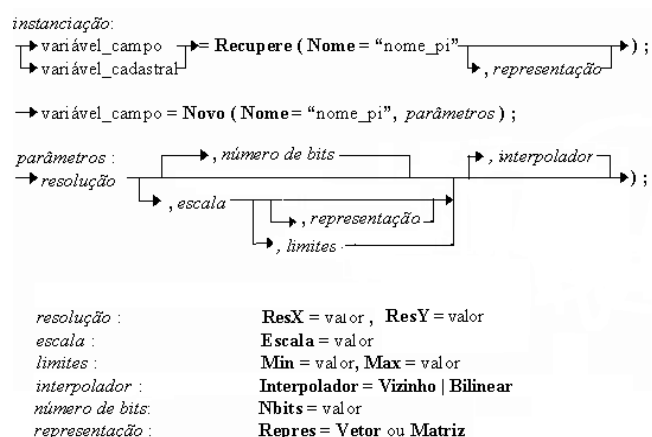 instanciação:
variável_campo = Recupere ( Nome = “nome_pi” ) ;
variável_cadastral , representação
variável_campo = Novo ( Nome = “nome_pi”, parâmetros ) ;
parâmetros :
, número de bits , interpolador
resolução ) ;
, escala , representação
, limites
resolução : ResX = valor , ResY = valor
escala : Escala = valor
limites : Min = valor, Max = valor
interpolador : Interpolador = Vizinho | Bilinear
número de bits: Nbits = valor
representação : Repres = Vetor ou Matriz